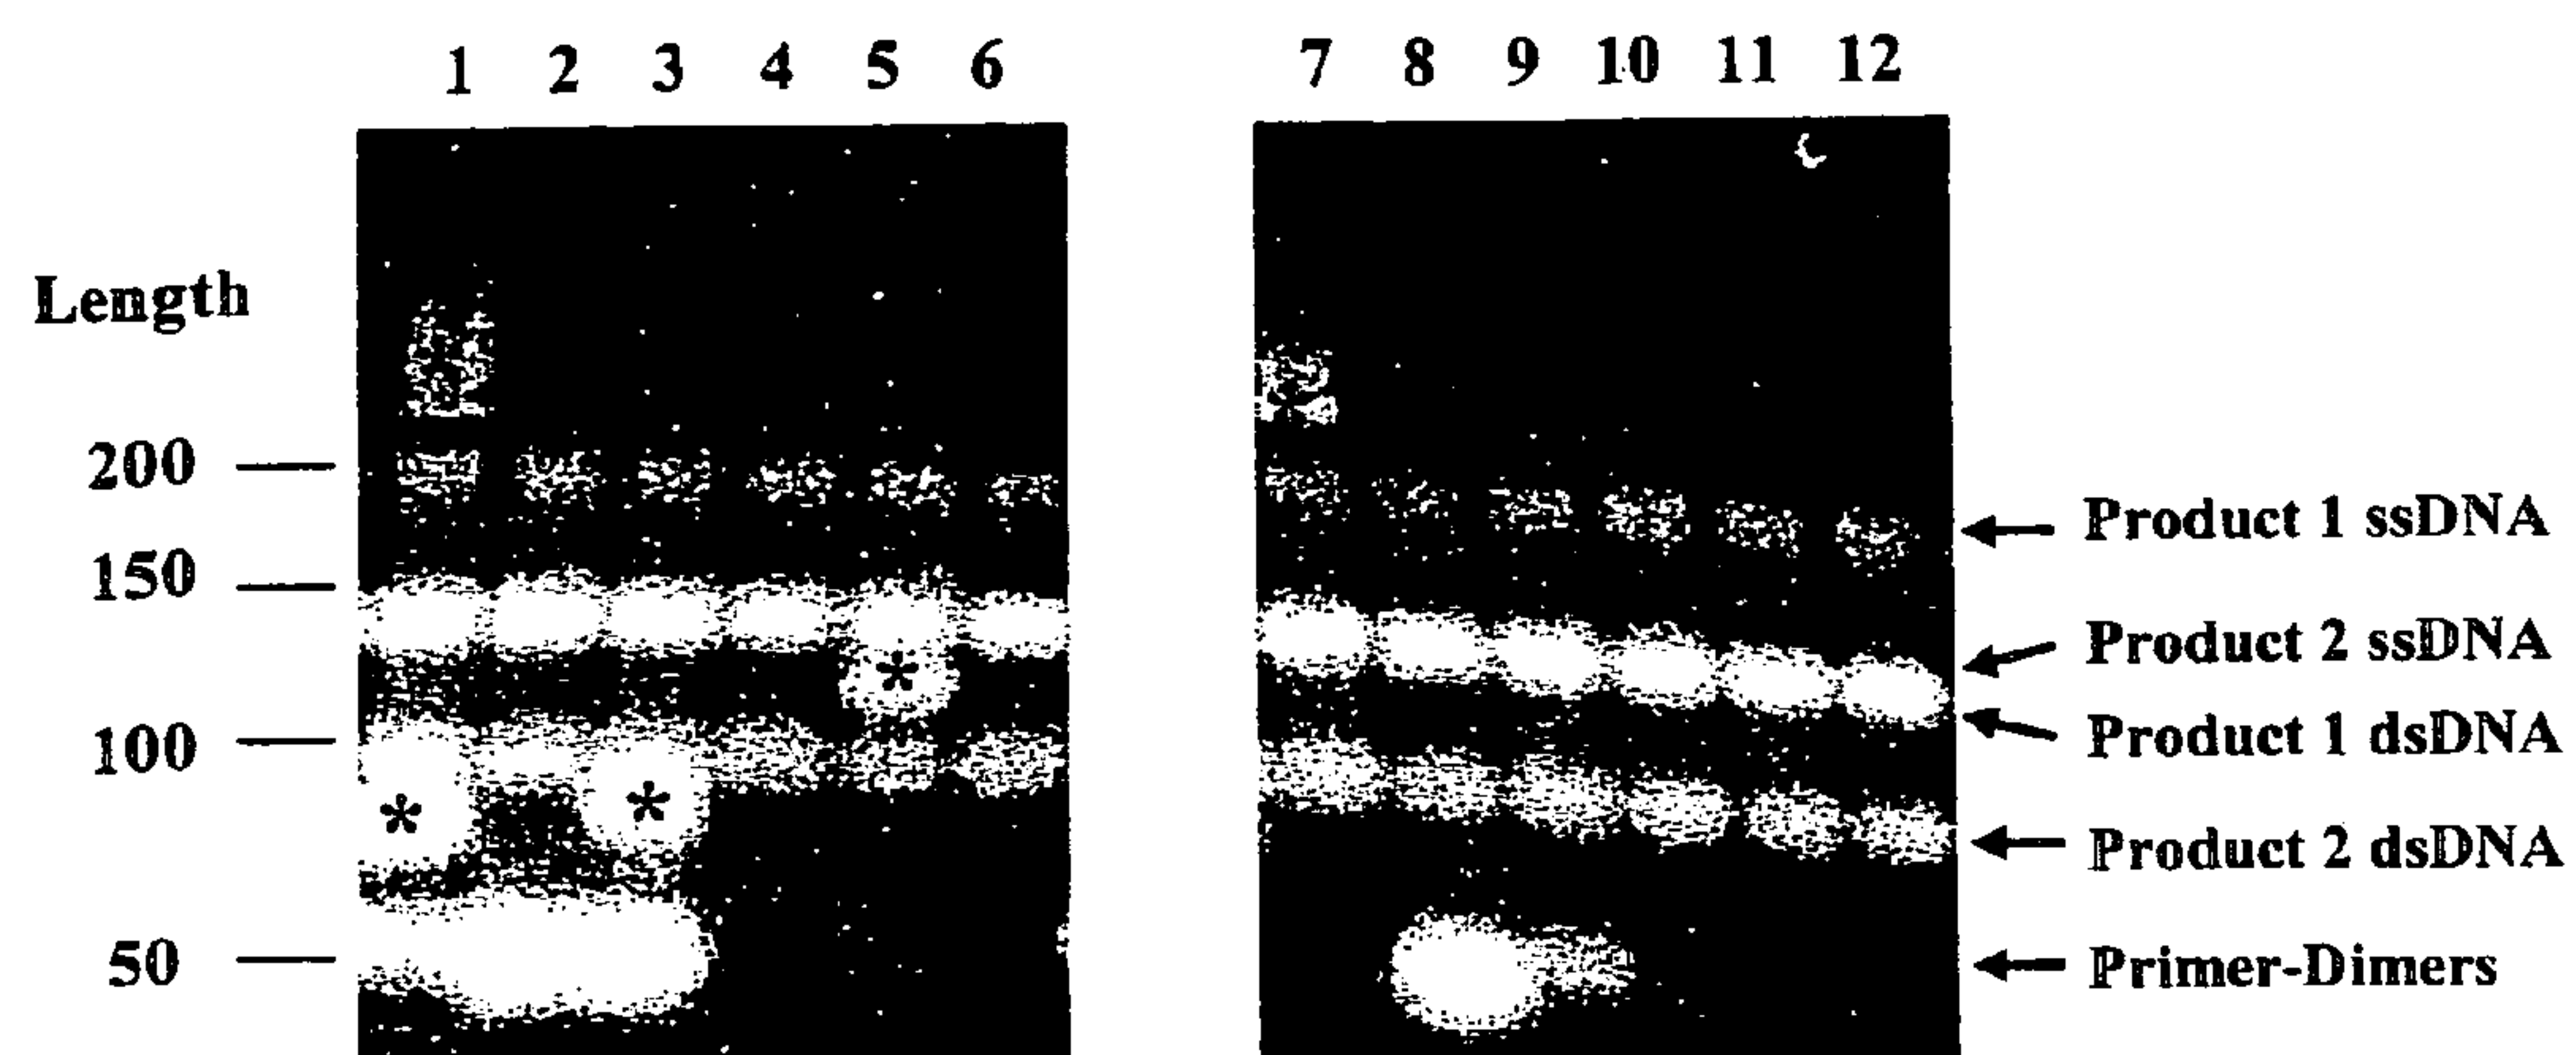 1 2 3 4 5 6 7 8 9 10 11 12
Length
200
150
100
50
*
*
*
Product 1 ssDNA
Product 2 ssDNA
Product 1 dsDNA
Product 2 dsDNA
Primer-Dimers